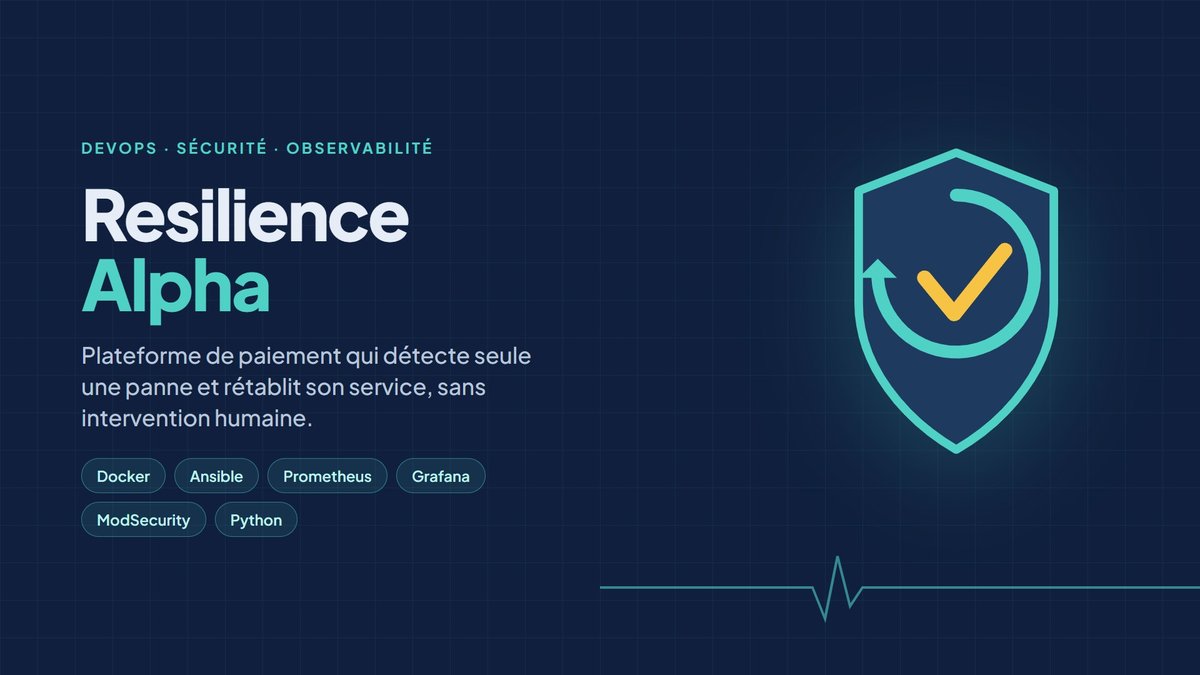 DEVOPS · SÉCURITÉ · OBSERVABILITÉ
Resilience
Alpha
Plateforme de paiement qui détecte seule
une panne et rétablit son service, sans
intervention humaine.
Docker Ansible Prometheus Grafana
ModSecurity Python